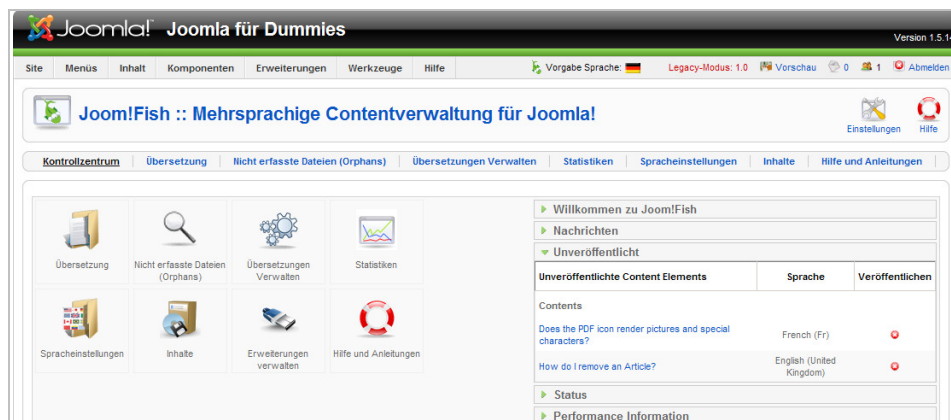 Joomla! Joomla für Dummies
Version 1.5.14
Site Menüs Inhalt Komponenten Erweiterungen Werkzeuge Hilfe Vorgabe Sprache: Legacy-Modus: 1.0 Vorschau 0 1 Abmelden
Joom!Fish :: Mehrsprachige Contentverwaltung für Joomla!
Einstellungen Hilfe
Kontrollzentrum Übersetzung Nicht erfasste Dateien (Orphans) Übersetzungen Verwalten Statistiken Spracheinstellungen Inhalte Hilfe und Anleitungen
Übersetzung
Nicht erfasste Dateien
(Orphans)
Übersetzungen
Verwalten
Statistiken
Spracheinstellungen
Inhalte
Erweiterungen
verwalten
Hilfe und Anleitungen
Willkommen zu Joom!Fish
Nachrichten
Unveröffentlicht
Unveröffentlichte Content Elements Sprache Veröffentlichen
Contents
Does the PDF icon render pictures and special
characters?
French (Fr)
How do I remove an Article?
English (United
Kingdom)
Status
Performance Information